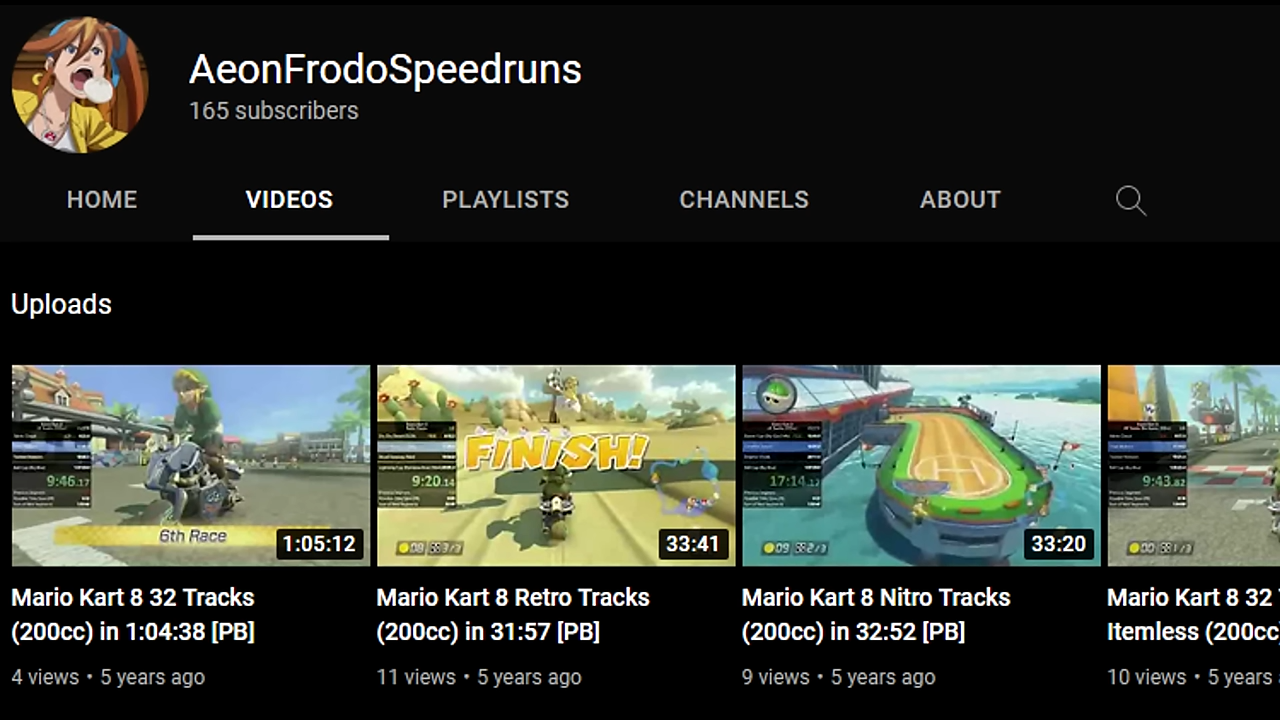 AeonFrodoSpeedruns
165 subscribers
HOME
VIDEOS
PLAYLISTS
CHANNELS
ABOUT
Uploads
9:46.17
6th Race
1:05:12
FINISH!
9:20.14
33:41
17:14.12
33:20
9:43.82
Mario Kart 8 32 Tracks
(200cc) in 1:04:38 [PB]
4 views • 5 years ago
Mario Kart 8 Retro Tracks
(200cc) in 31:57 [PB]
11 views • 5 years ago
Mario Kart 8 Nitro Tracks
(200cc) in 32:52 [PB]
9 views • 5 years ago
Mario Kart 8 32
Itemless (200cc)
10 views • 5 years